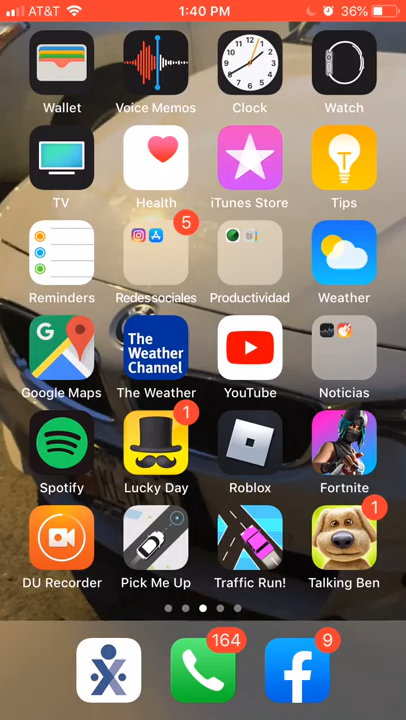 AT&T 1:40 PM 36%
Wallet Voice Memos Clock Watch
TV Health iTunes Store Tips
5
Redes sociales Productividad Reminders Weather
G
The Weather Channel
Google Maps The Weather YouTube Noticias
1
Spotify Lucky Day Roblox Fortnite
1
DU Recorder Pick Me Up Traffic Run! Talking Ben
164 9